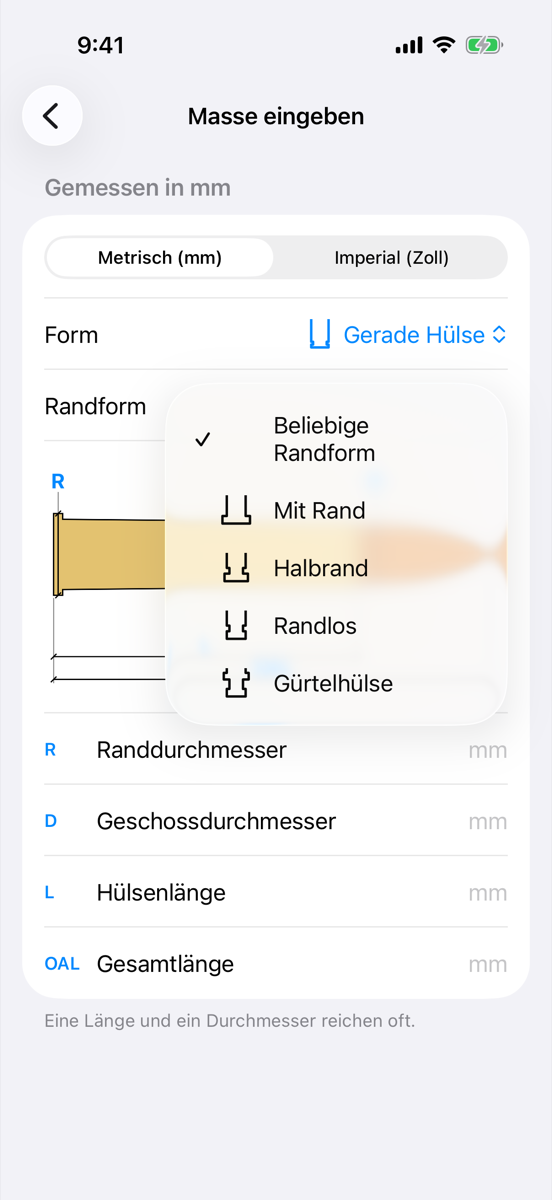 9:41
Masse eingeben
Gemessen in mm
Metrisch (mm)
Imperial (Zoll)
Form
Gerade Hülse
Randform
Beliebige
Randform
Mit Rand
Halbrand
Randlos
Gürtelhülse
R
R Randdurchmesser mm
D Geschossdurchmesser mm
L Hülsenlänge mm
OAL Gesamtlänge mm
Eine Länge und ein Durchmesser reichen oft.